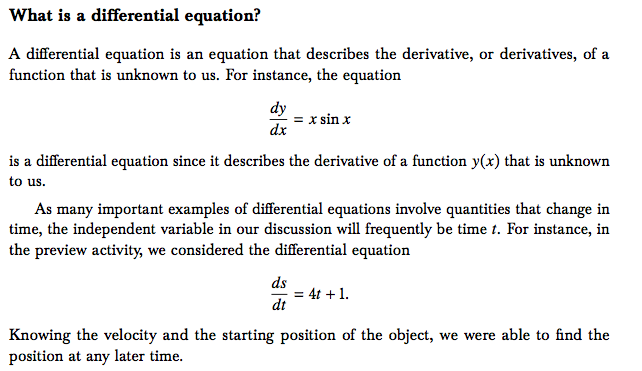 What is a differential equation?
A differential equation is an equation that describes the derivative, or derivatives, of a
function that is unknown to us. For instance, the equation
dy/dx = x sin x
is a differential equation since it describes the derivative of a function y(x) that is unknown
to us.
As many important examples of differential equations involve quantities that change in
time, the independent variable in our discussion will frequently be time t. For instance, in
the preview activity, we considered the differential equation
ds/dt = 4t + 1.
Knowing the velocity and the starting position of the object, we were able to find the
position at any later time.